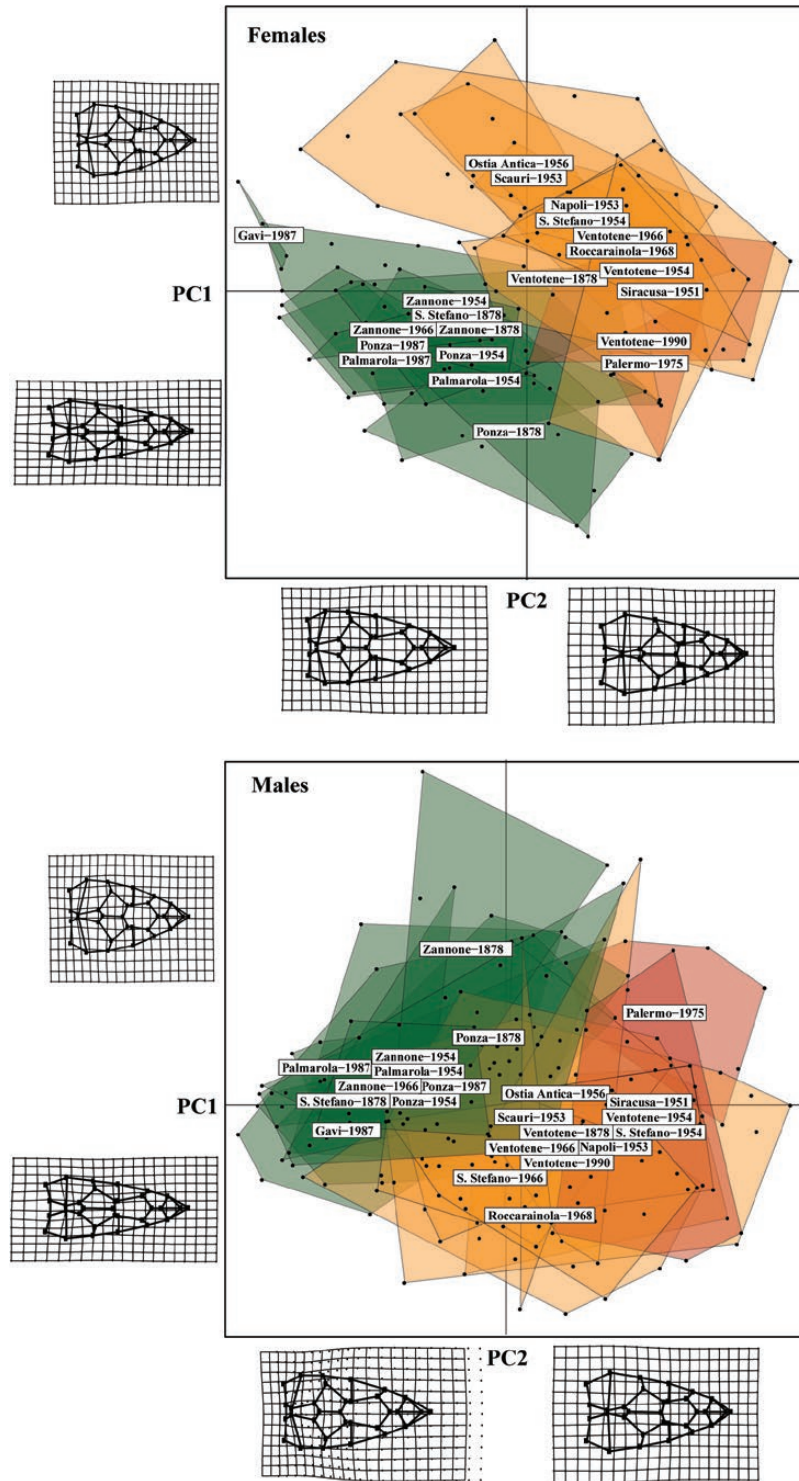 Females
Ostia Antica−1956
Scauri−1953
Napoli−1953
S. Stefano−1954
Gavi−1987
Ventotene−1966
Roccarainola−1968
Ventotene−1878
Ventotene−1954
PC1
Siracusa−1951
Zannone−1954
S. Stefano−1878
Zannone−1966
Zannone−1878
Ponza−1987
Ventotene−1990
Palmarola−1987
Ponza−1954
Palermo−1975
Palmarola−1954
Ponza−1878
PC2
Males
Zannone−1878
Palermo−1975
Ponza−1878
Zannone−1954
Palmarola−1987
Palmarola−1954
Zannone−1966
Ponza−1987
Ostia Antica−1956
S. Stefano−1878
Ponza−1954
Siracusa−1951
PC1
Scauri−1953
Ventotene−1954
Gavi−1987
Ventotene−1878
S. Stefano−1954
Ventotene−1966
Napoli−1953
Ventotene−1990
S. Stefano−1966
Roccarainola−1968
PC2